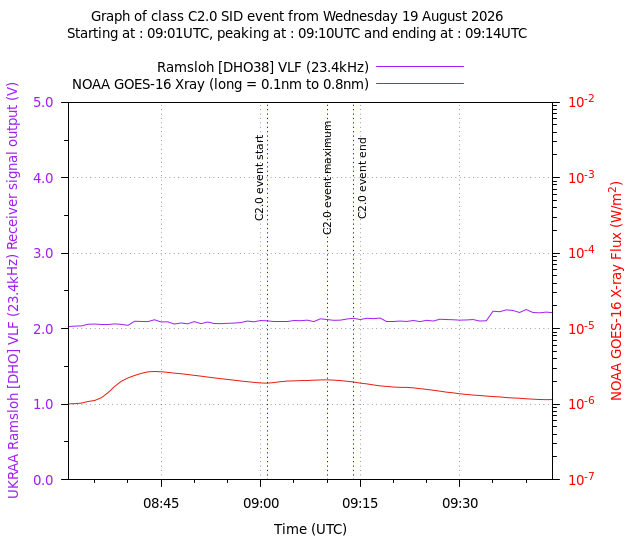 Graph of class C2.0 SID event from Wednesday 19 August 2026
Starting at : 09:01UTC, peaking at : 09:10UTC and ending at : 09:14UTC
Ramsloh [DHO38] VLF (23.4kHz)
NOAA GOES-16 Xray (long = 0.1nm to 0.8nm)
UKRAA Ramsloh [DHO] VLF (23.4kHz) Receiver signal output (V)
5.0
4.0
3.0
2.0
1.0
0.0
C2.0 event start
C2.0 event maximum
C2.0 event end
10-2
10-3
10-4
10-5
10-6
10-7
NOAA GOES-16 X-ray Flux (W/m2)
08:45
09:00
09:15
09:30
Time (UTC)